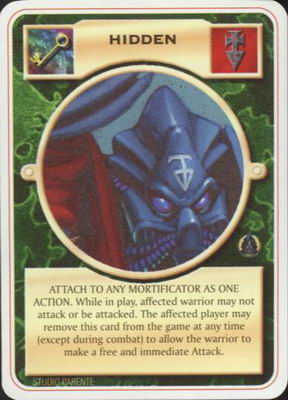 HIDDEN
ATTACH TO ANY MORTIFICATOR AS ONE
ACTION. While in play, affected warrior may not
attack or be attacked. The affected player may
remove this card from the game at any time
(except during combat) to allow the warrior to
make a free and immediate Attack.
STUDIO PARENTE